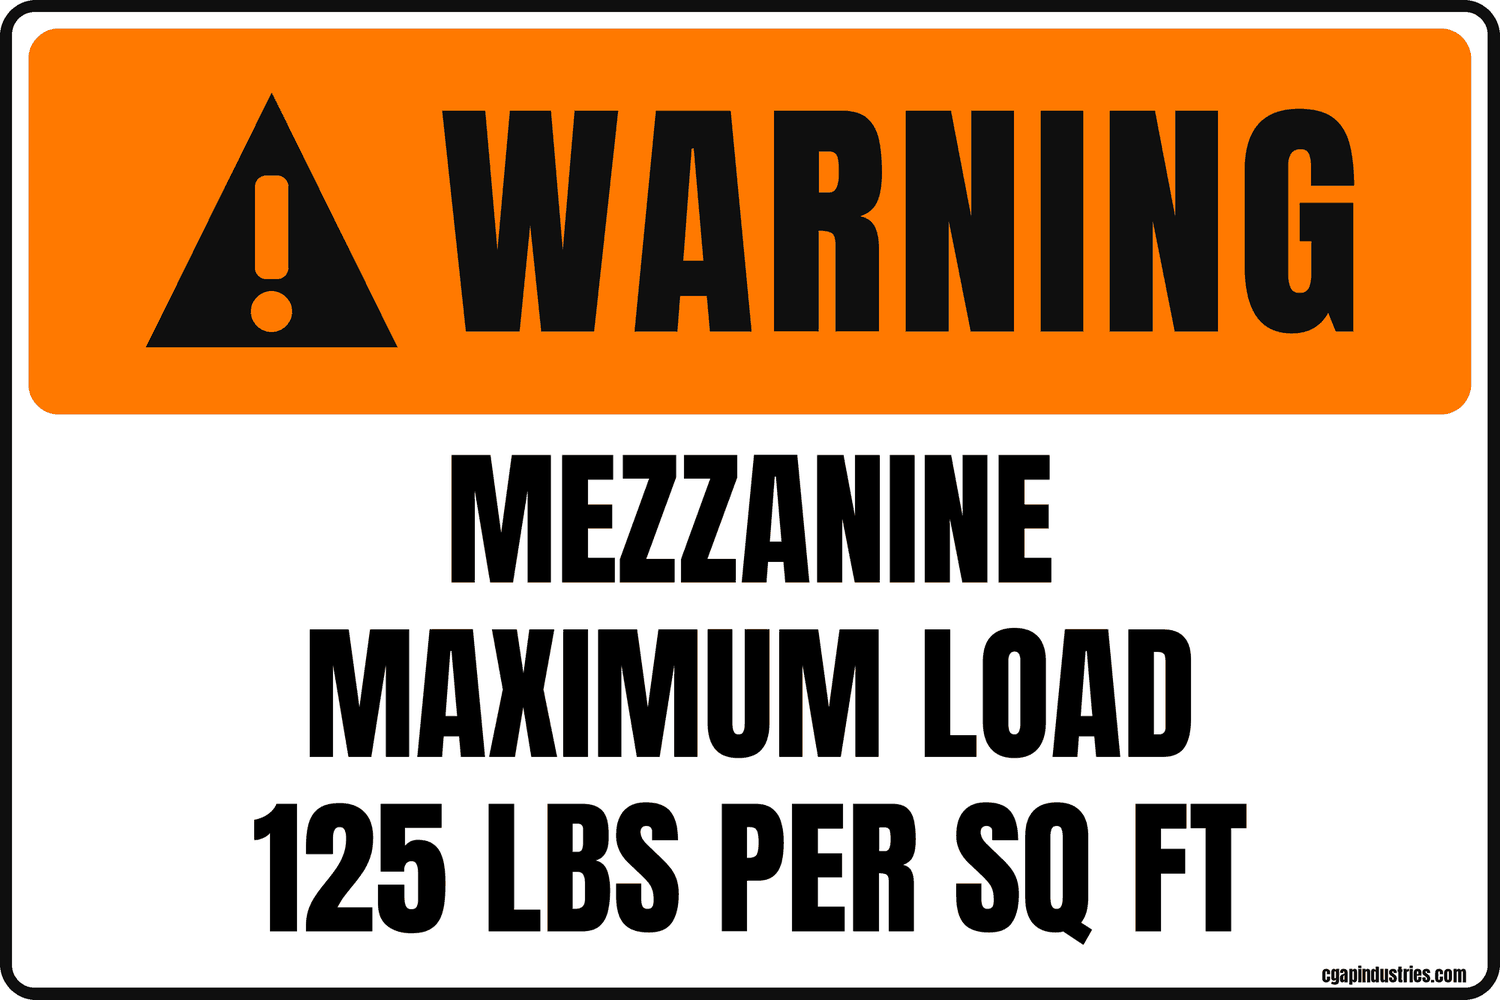 WARNING
MEZZANINE
MAXIMUM LOAD
125 LBS PER SQ FT
cgapindustries.com